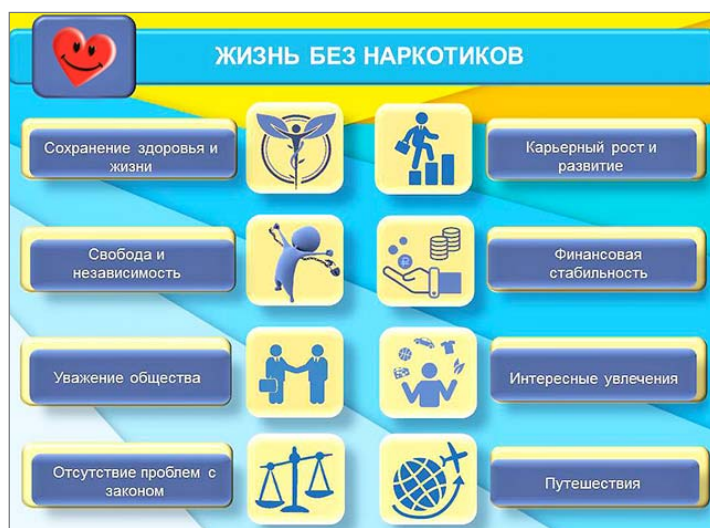 ЖИЗНЬ БЕЗ НАРКОТИКОВ
Сохранение здоровья и
жизни
Карьерный рост и
развитие
Свобода и
независимость
Финансовая
стабильность
Уважение общества
Интересные увлечения
Отсутствие проблем с
законом
Путешествия